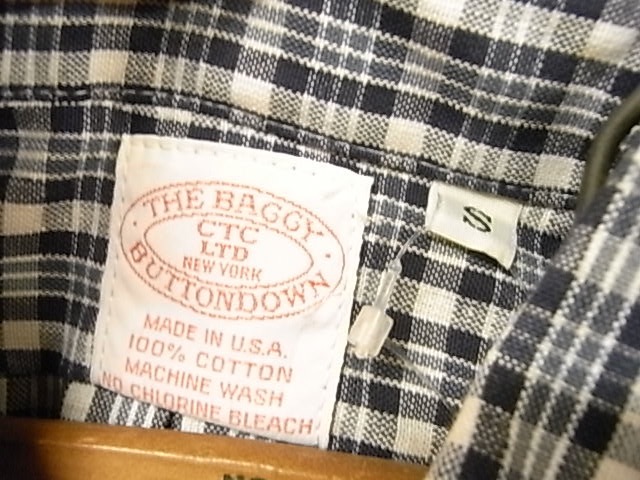 THE BAGGY
CTC
LTD
NEW YORK
BUTTONDOWN
MADE IN U.S.A.
100% COTTON
MACHINE WASH
NO CHLORINE BLEACH
S